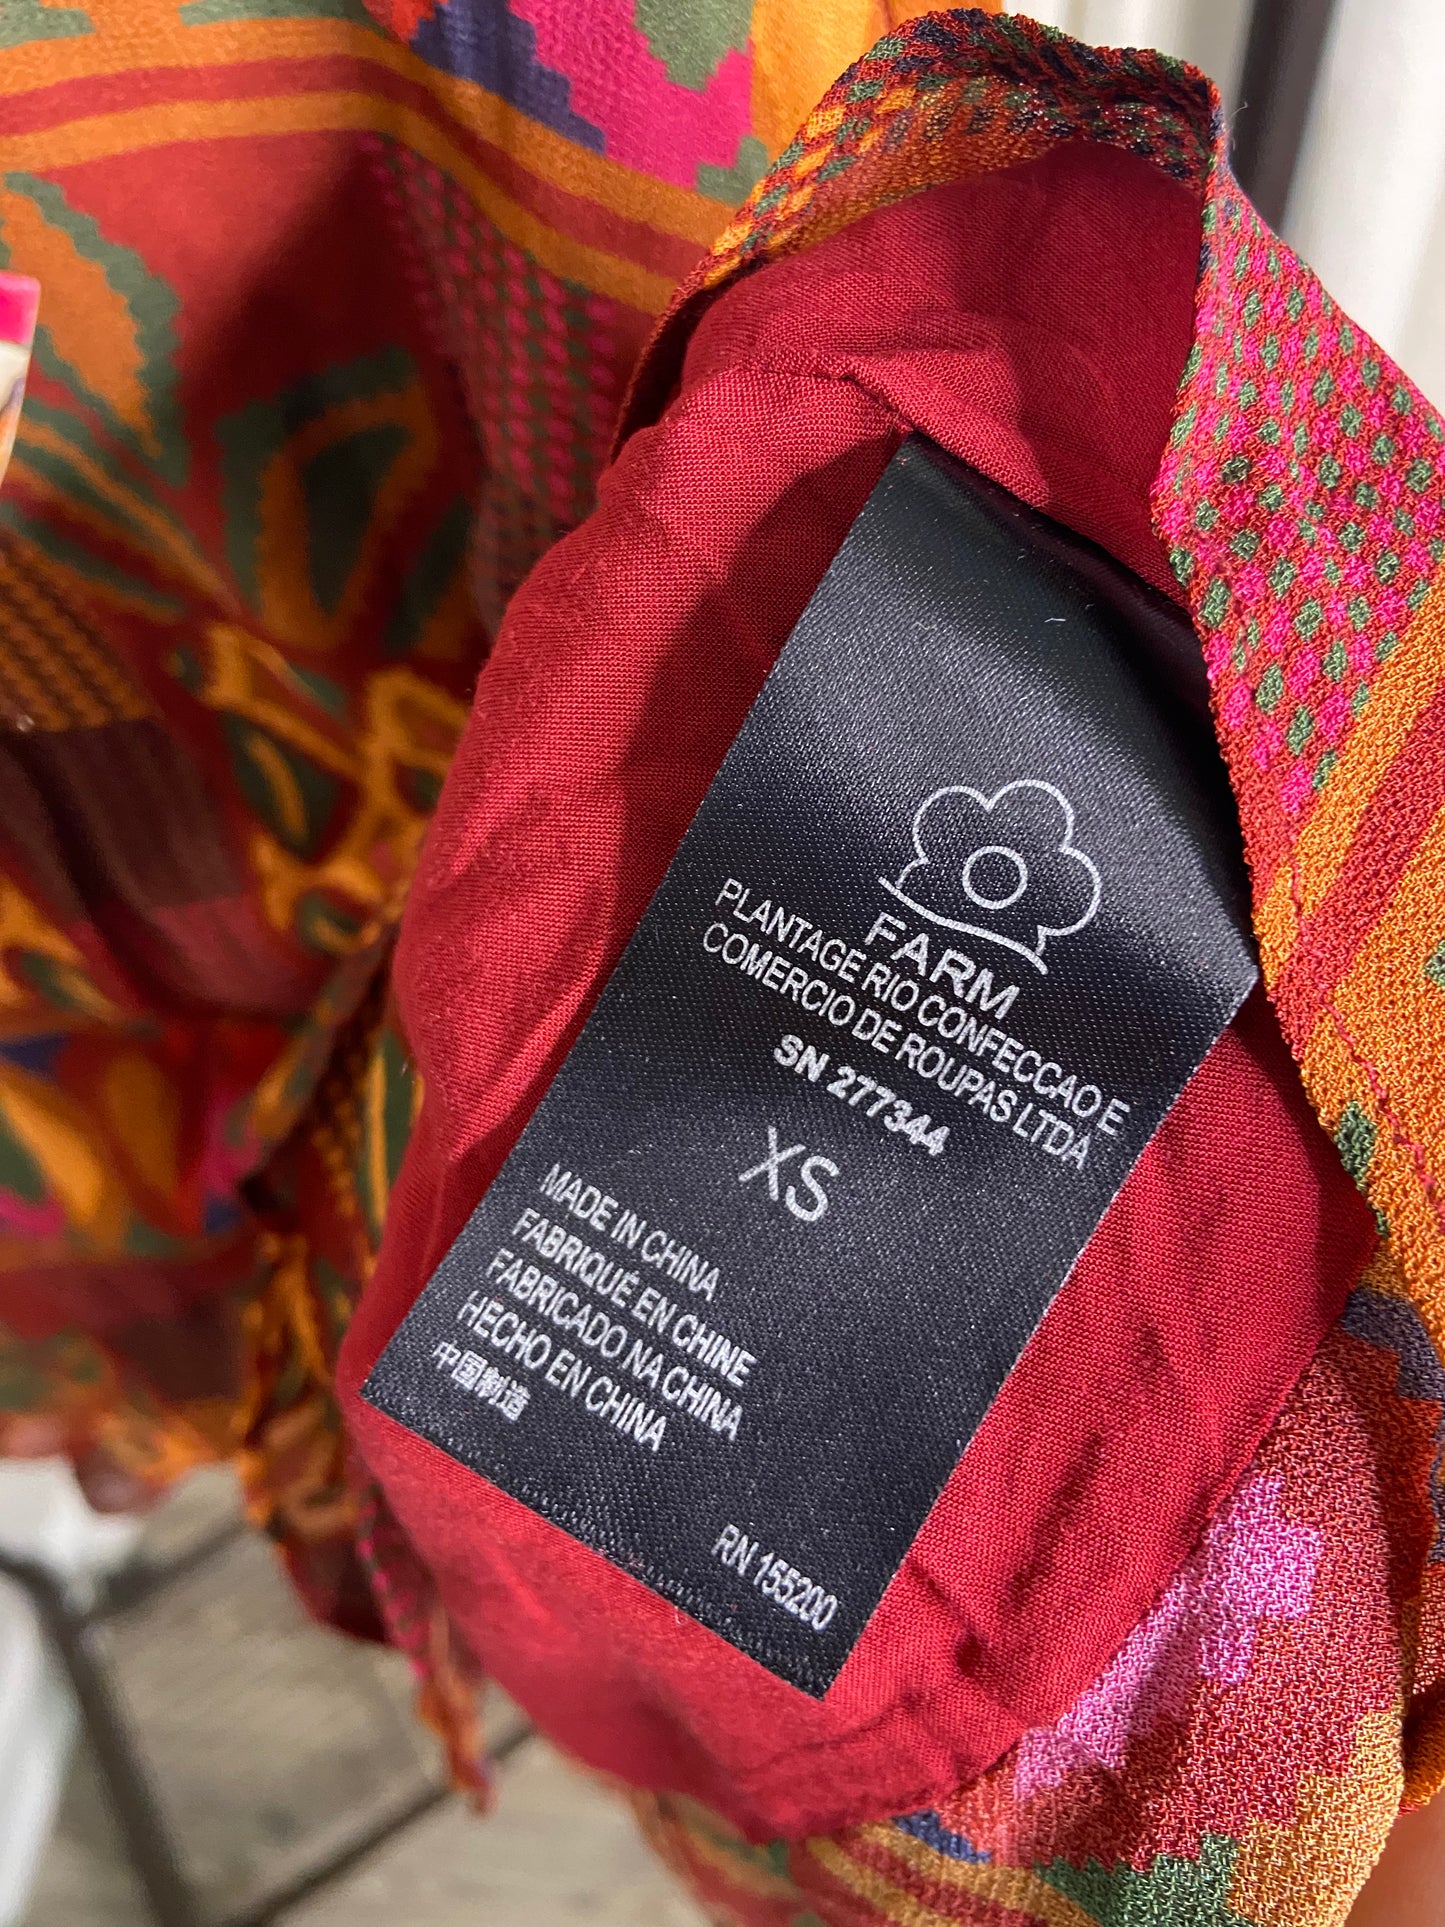 FARM
PLANTAGE RIO CONFECCAO E
COMERCIO DE ROUPAS LTDA
SN 277344
XS
MADE IN CHINA
FABRIQUÉ EN CHINE
FABRICADO NA CHINA
HECHO EN CHINA
中国制造
RN 155200